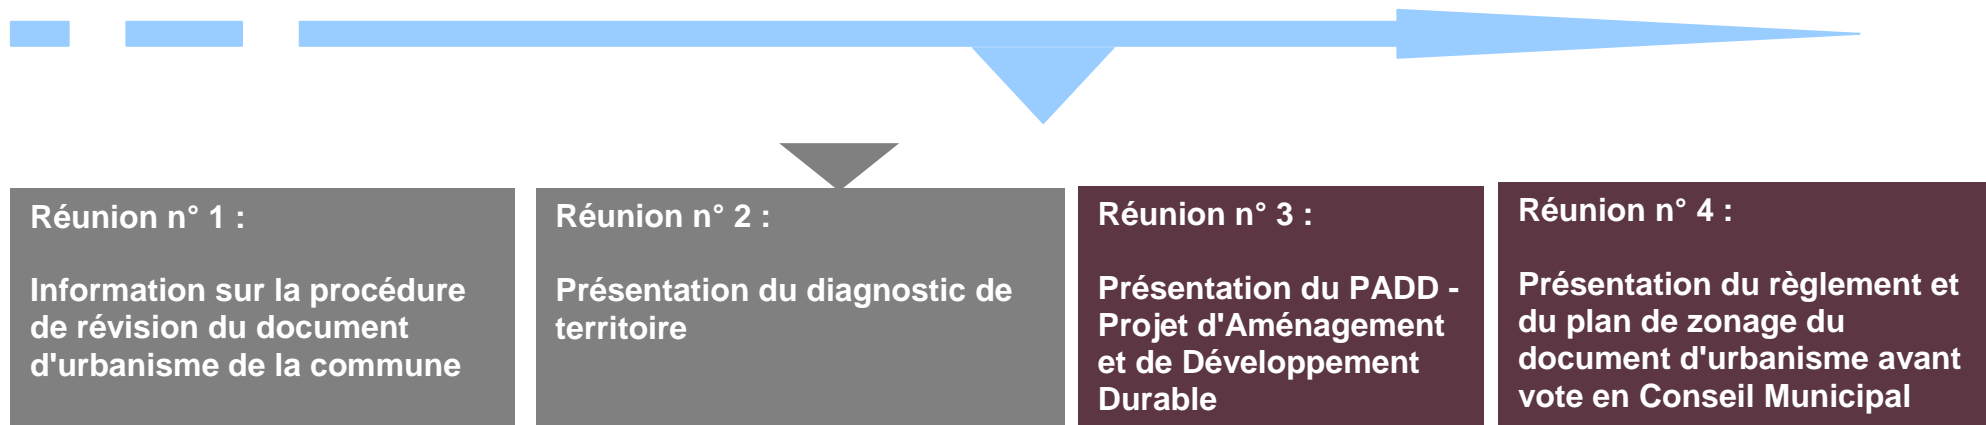 Réunion n° 1 :
Information sur la procédure
de révision du document
d'urbanisme de la commune
Réunion n° 2 :
Présentation du diagnostic de
territoire
Réunion n° 3 :
Présentation du PADD -
Projet d'Aménagement
et de Développement
Durable
Réunion n° 4 :
Présentation du règlement et
du plan de zonage du
document d'urbanisme avant
vote en Conseil Municipal